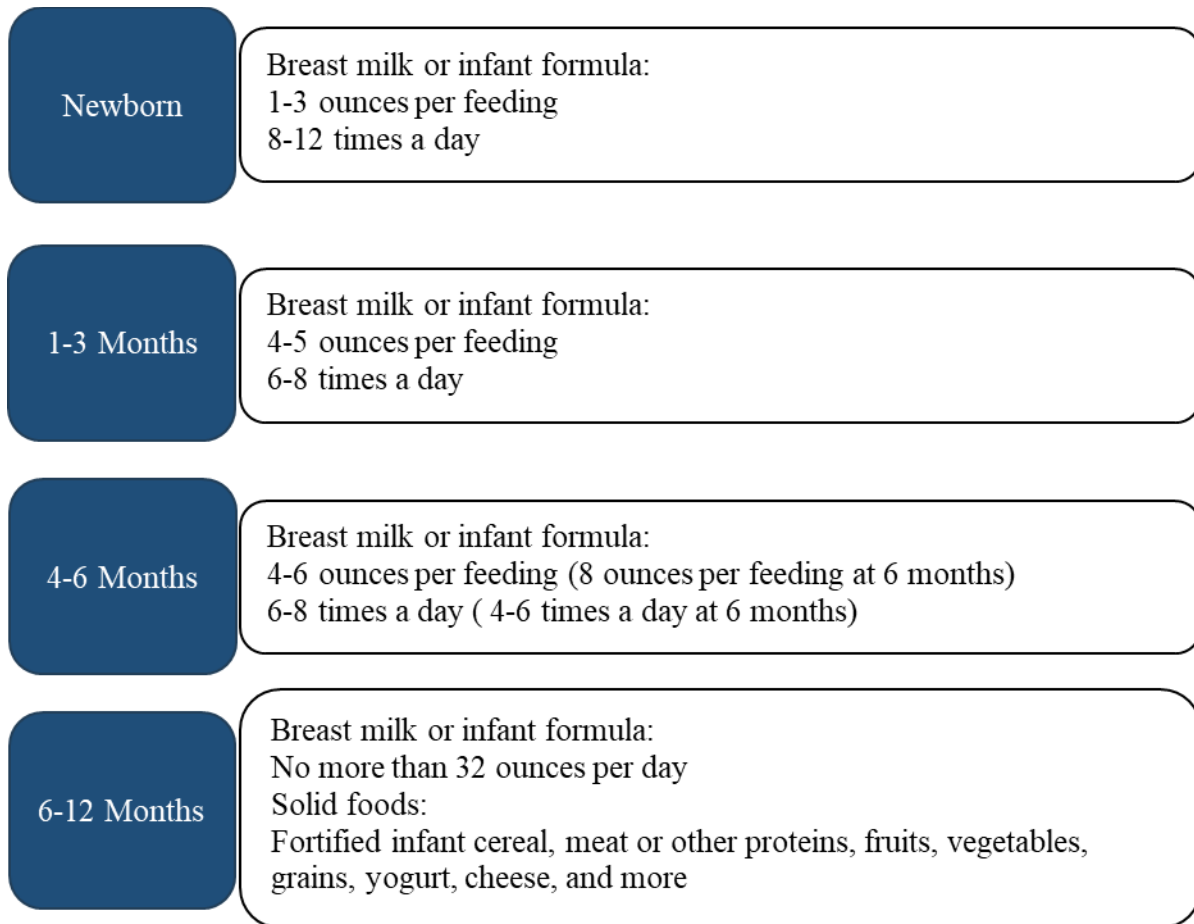 Newborn
Breast milk or infant formula:
1-3 ounces per feeding
8-12 times a day
1-3 Months
Breast milk or infant formula:
4-5 ounces per feeding
6-8 times a day
4-6 Months
Breast milk or infant formula:
4-6 ounces per feeding (8 ounces per feeding at 6 months)
6-8 times a day ( 4-6 times a day at 6 months)
6-12 Months
Breast milk or infant formula:
No more than 32 ounces per day
Solid foods:
Fortified infant cereal, meat or other proteins, fruits, vegetables,
grains, yogurt, cheese, and more